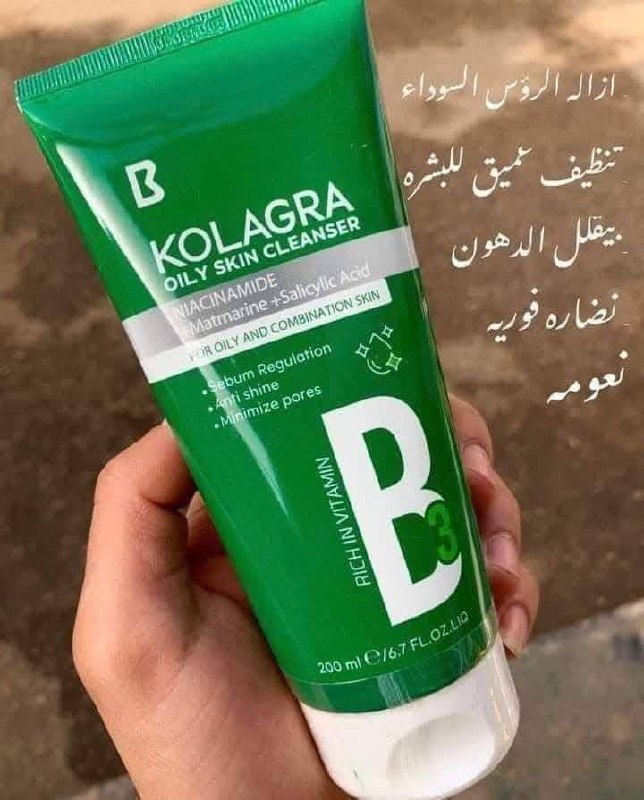 ازاله الرؤس السوداء
تنظيف عميق للبشره
بيقلل الدهون
نضاره فوريه
نعومه
B
KOLAGRA
OILY SKIN CLEANSER
NIACINAMIDE
+Matmarine +Salicylic Acid
FOR OILY AND COMBINATION SKIN
• Sebum Regulation
• Anti shine
• Minimize pores
RICH IN VITAMIN
B3
200 ml ℮/6.7 FL.OZ.LIQ